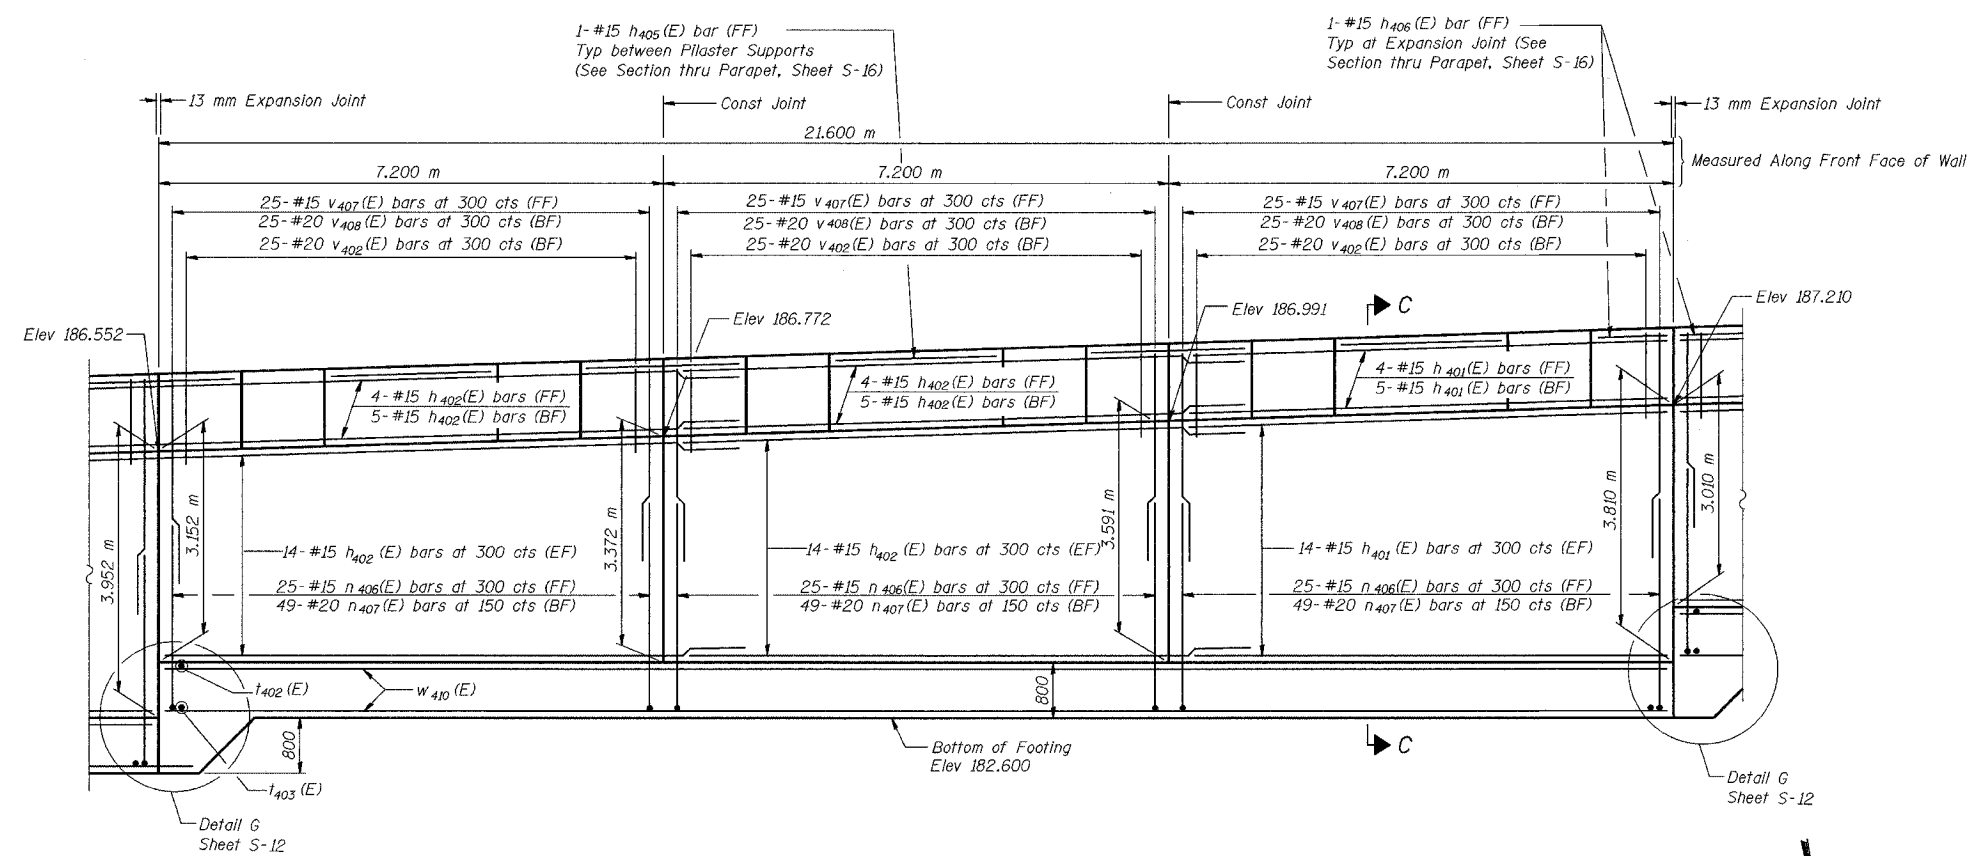 1-#15 h405(E) bar (FF)
Typ between Pilaster Supports
(See Section thru Parapet, Sheet S-16)
1-#15 h406(E) bar (FF)
Typ at Expansion Joint (See
Section thru Parapet, Sheet S-16)
13 mm Expansion Joint
Const Joint
Const Joint
13 mm Expansion Joint
21.600 m
Measured Along Front Face of Wall
7.200 m
7.200 m
7.200 m
25-#15 v407(E) bars at 300 cts (FF)
25-#20 v408(E) bars at 300 cts (BF)
25-#20 v402(E) bars at 300 cts (BF)
25-#15 v407(E) bars at 300 cts (FF)
25-#20 v408(E) bars at 300 cts (BF)
25-#20 v402(E) bars at 300 cts (BF)
25-#15 v407(E) bars at 300 cts (FF)
25-#20 v408(E) bars at 300 cts (BF)
25-#20 v402(E) bars at 300 cts (BF)
Elev 186.552
Elev 186.772
Elev 186.991
C
Elev 187.210
4-#15 h402(E) bars (FF)
5-#15 h402(E) bars (BF)
4-#15 h402(E) bars (FF)
5-#15 h402(E) bars (BF)
4-#15 h401(E) bars (FF)
5-#15 h401(E) bars (BF)
3.952 m
3.152 m
3.372 m
3.591 m
3.810 m
3.010 m
14-#15 h402 (E) bars at 300 cts (EF)
14-#15 h402 (E) bars at 300 cts (EF)
14-#15 h401 (E) bars at 300 cts (EF)
25-#15 n406(E) bars at 300 cts (FF)
49-#20 n407(E) bars at 150 cts (BF)
25-#15 n406(E) bars at 300 cts (FF)
49-#20 n407(E) bars at 150 cts (BF)
25-#15 n406(E) bars at 300 cts (FF)
49-#20 n407(E) bars at 150 cts (BF)
t402(E)
w410(E)
800
800
t403(E)
Bottom of Footing
Elev 182.600
C
Detail G
Sheet S-12
Detail G
Sheet S-12